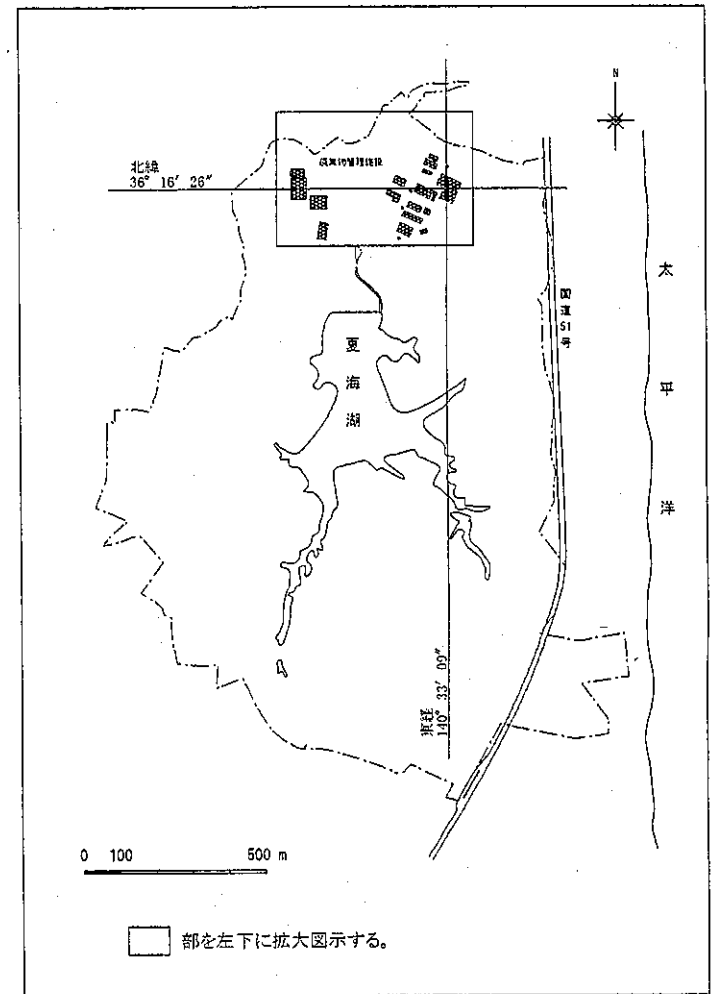 N
廃棄物管理施設
北緯
36° 16′ 26″
太平洋
国道51号
夏海湖
東経
140° 33′ 09″
0 100 500 m
部を左下に拡大図示する。